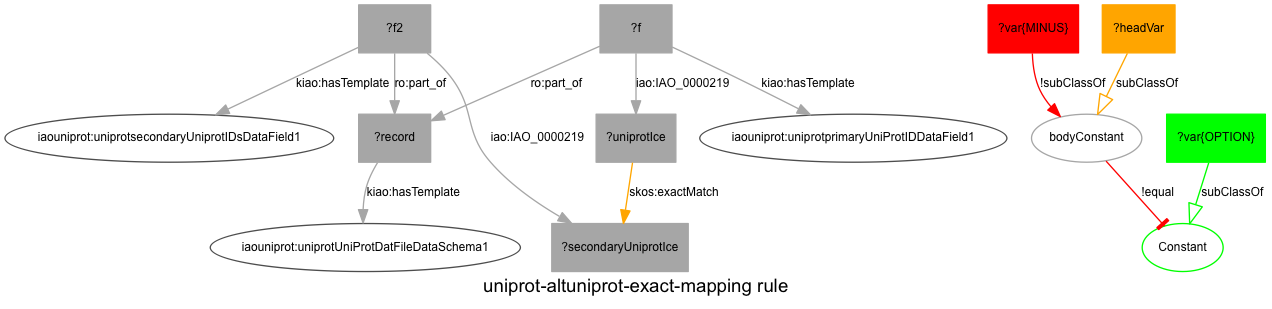 ?f2
?f
?var{MINUS}
?headVar
kiao:hasTemplate
ro:part_of
ro:part_of
iao:IAO_0000219
kiao:hasTemplate
!subClassOf
subClassOf
iaouniprot:uniprotsecondaryUniprotIDsDataField1
?record
iao:IAO_0000219
?uniprotIce
iaouniprot:uniprotprimaryUniProtIDDataField1
bodyConstant
?var{OPTION}
kiao:hasTemplate
skos:exactMatch
!equal
subClassOf
iaouniprot:uniprotUniProtDatFileDataSchema1
?secondaryUniprotIce
Constant
uniprot-altuniprot-exact-mapping rule